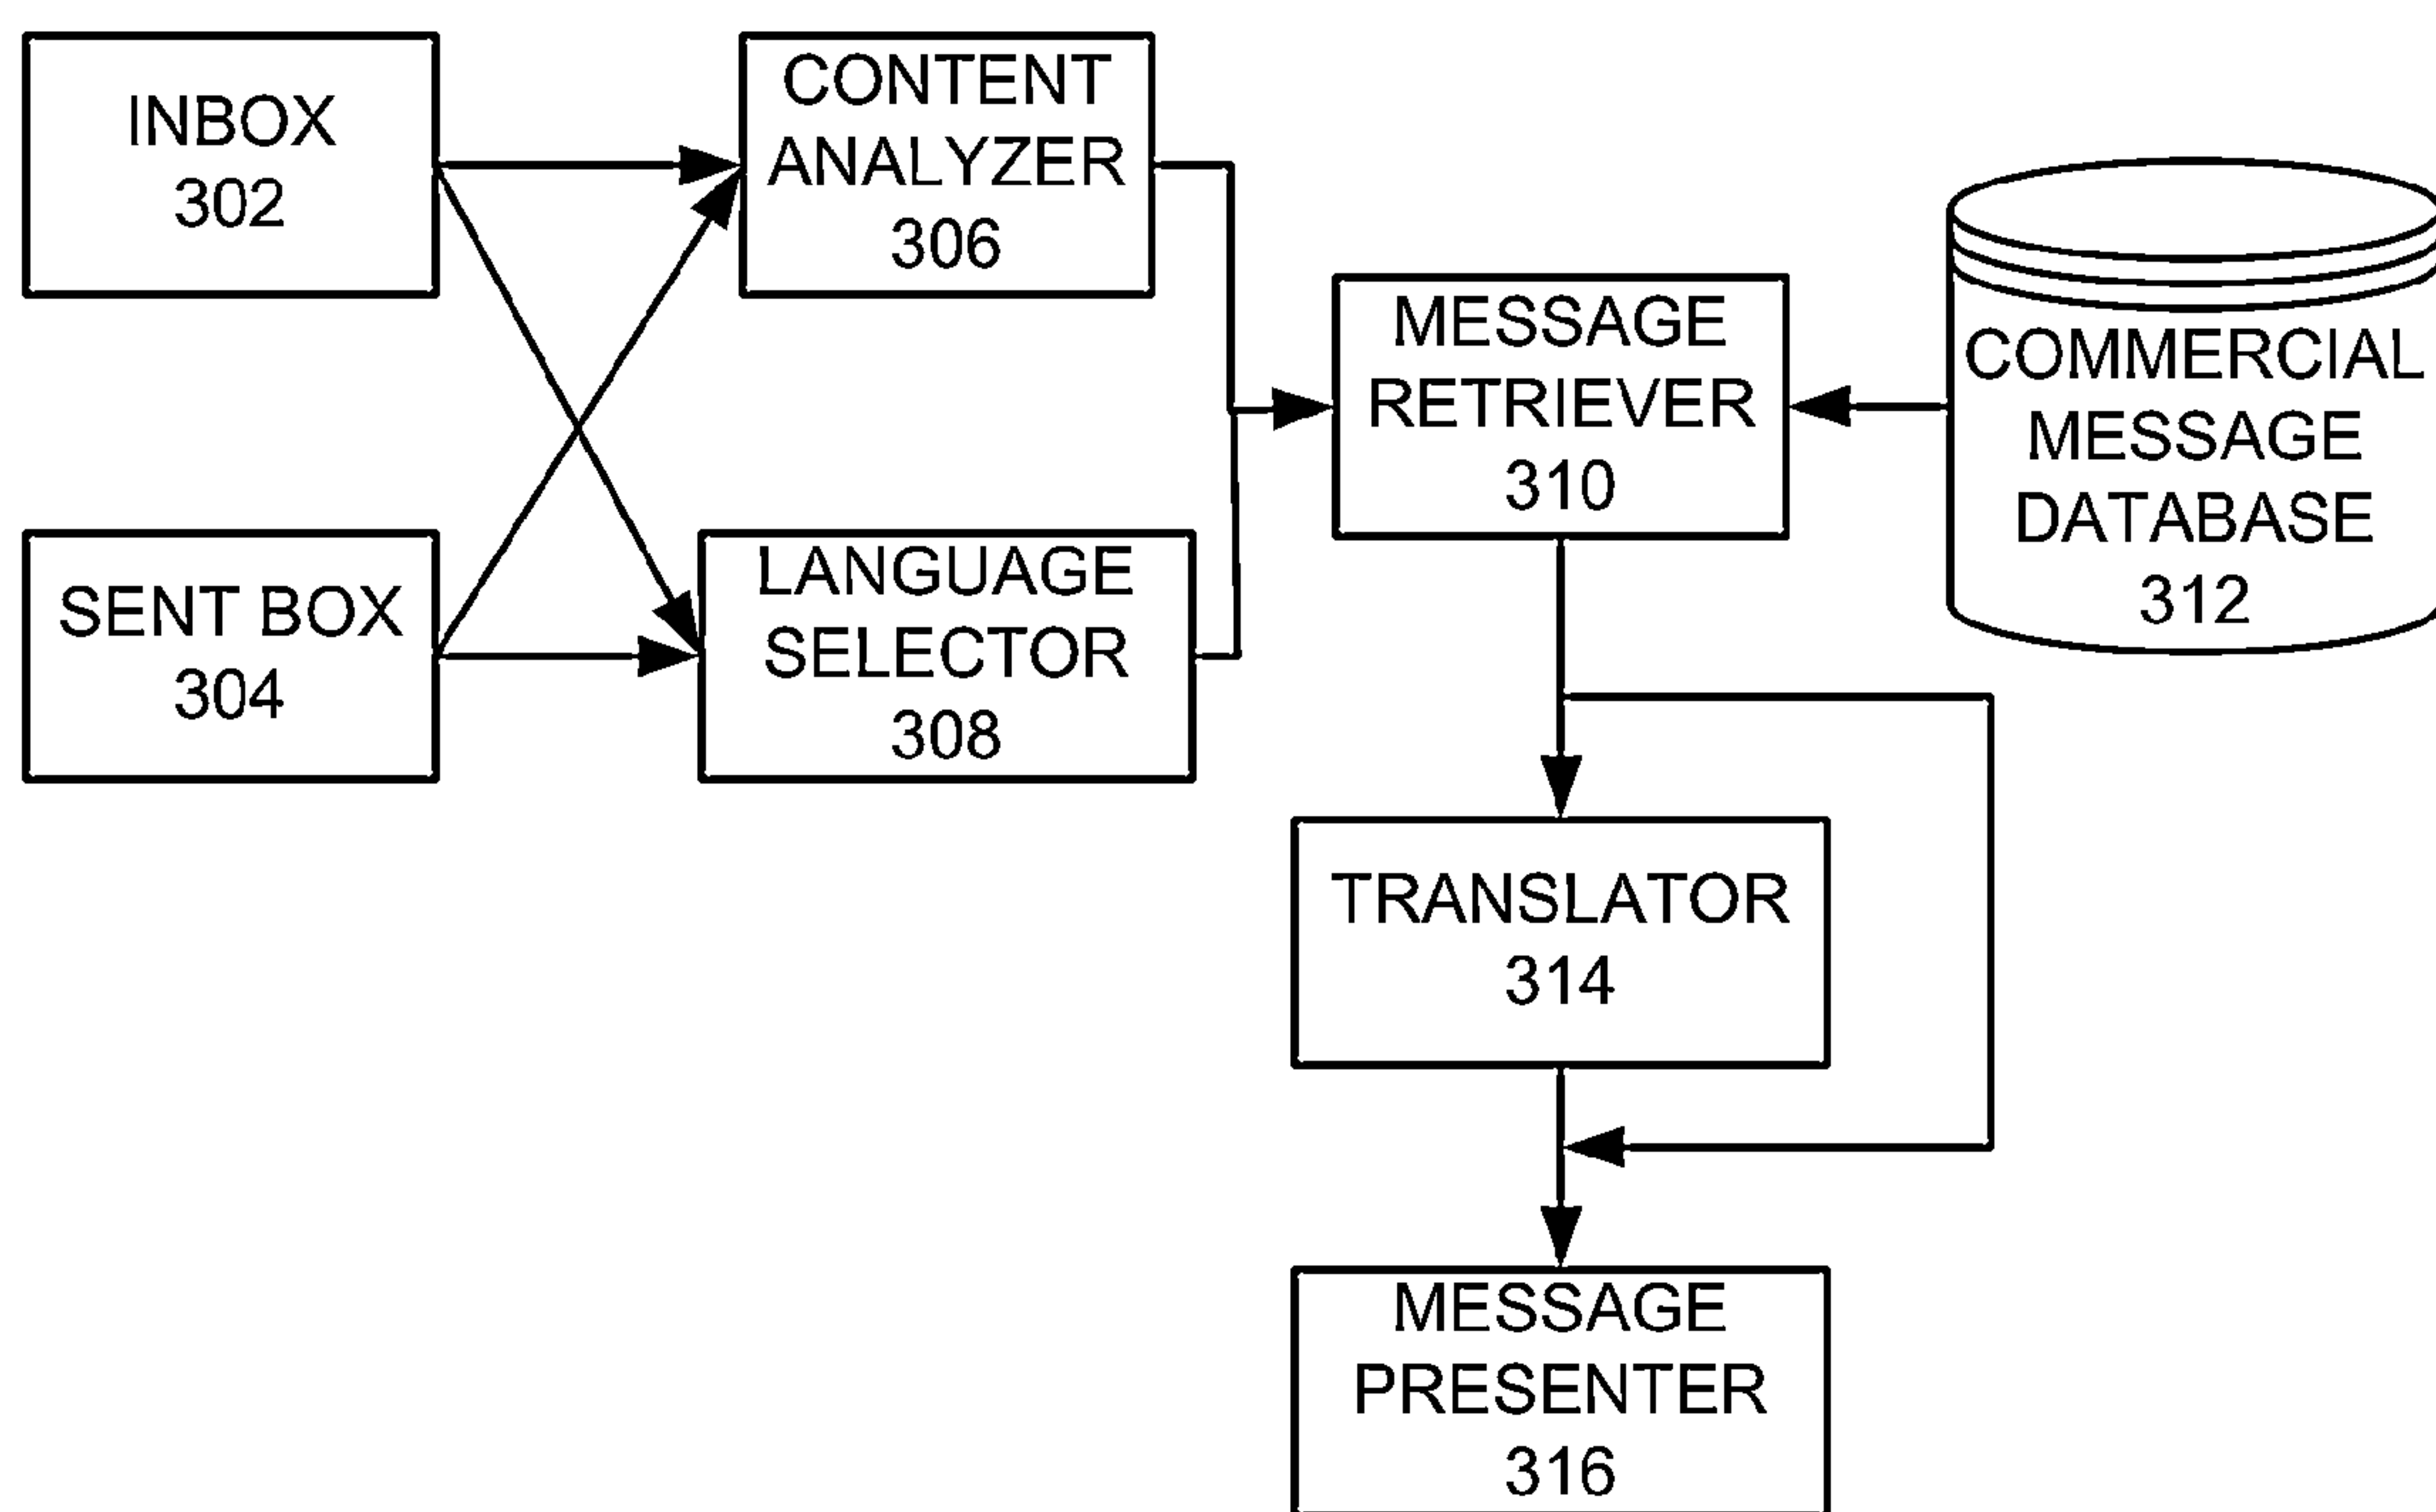 INBOX
302
CONTENT
ANALYZER
306
SENT BOX
304
LANGUAGE
SELECTOR
308
MESSAGE
RETRIEVER
310
COMMERCIAL
MESSAGE
DATABASE
312
TRANSLATOR
314
MESSAGE
PRESENTER
316